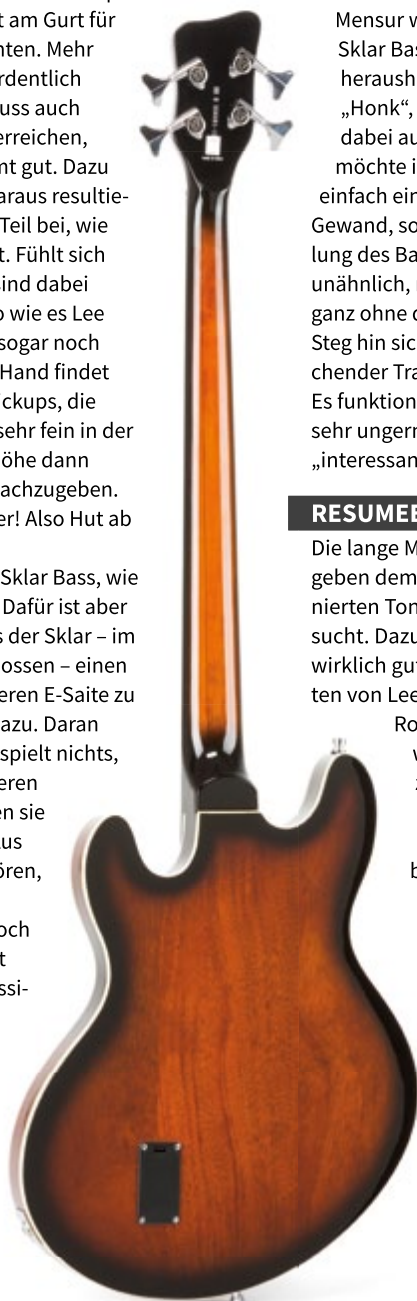 t am Gurt für
nten. Mehr
rdentlich
uss auch
erreichen,
nt gut. Dazu
araus resultie-
Teil bei, wie
t. Fühlt sich
sind dabei
o wie es Lee
sogar noch
Hand findet
ickups, die
sehr fein in der
öhe dann
achzugeben.
er! Also Hut ab
Sklar Bass, wie
Dafür ist aber
s der Sklar – im
ossen – einen
eren E-Saite zu
azu. Daran
spielt nichts,
eren
en sie
lus
ören,
och
t
ssi-
Mensur w
Sklar Bas
heraush
„Honk“,
dabei au
möchte i
einfach ein
Gewand, so
lung des Ba
unähnlich,
ganz ohne d
Steg hin sic
chender Tra
Es funktion
sehr ungern
„interessan
RESUMEE
Die lange M
geben dem
nierten Ton
sucht. Dazu
wirklich gut
ten von Lee
Ro
w
z
b